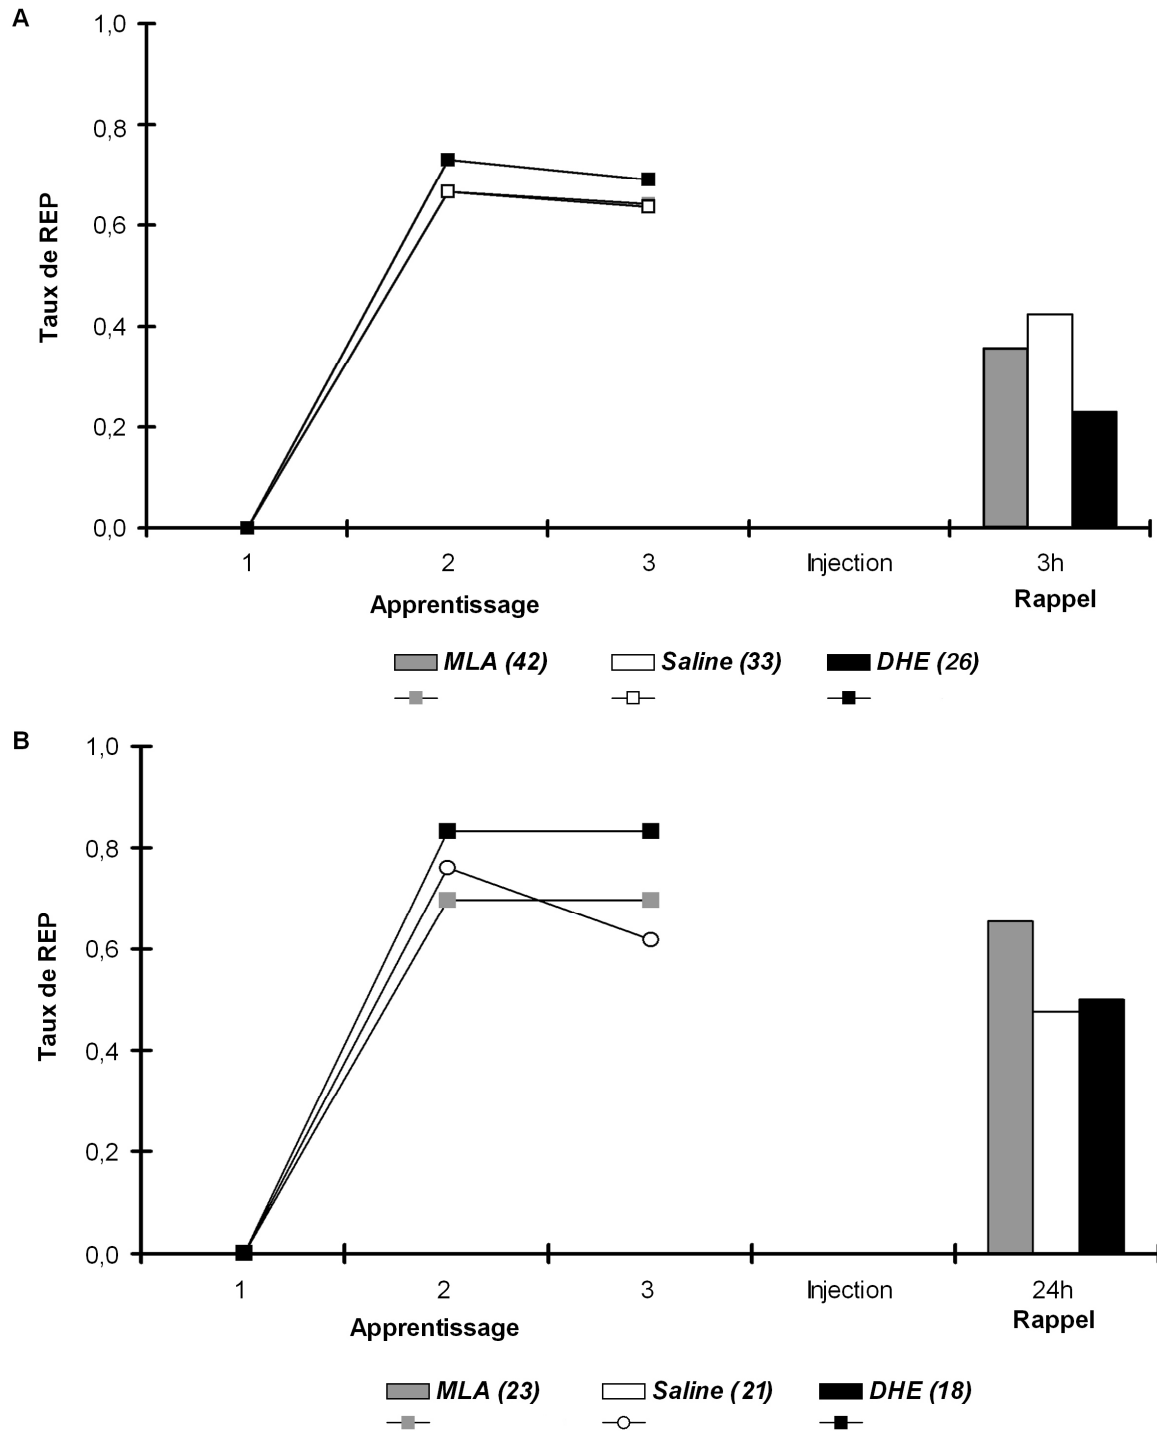 A
1,0
0,8
0,6
0,4
0,2
0,0
Taux de REP
1 2 3 Injection 3h
Apprentissage Rappel
MLA (42) Saline (33) DHE (26)
B
1,0
0,8
0,6
0,4
0,2
0,0
Taux de REP
1 2 3 Injection 24h
Apprentissage Rappel
MLA (23) Saline (21) DHE (18)